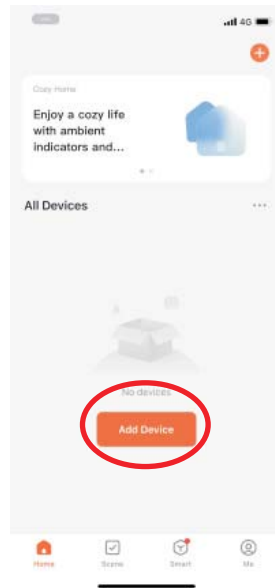 4G
Cozy Home
Enjoy a cozy life
with ambient
indicators and...
All Devices
...
No devices
Add Device
Home
Scene
Smart
Me